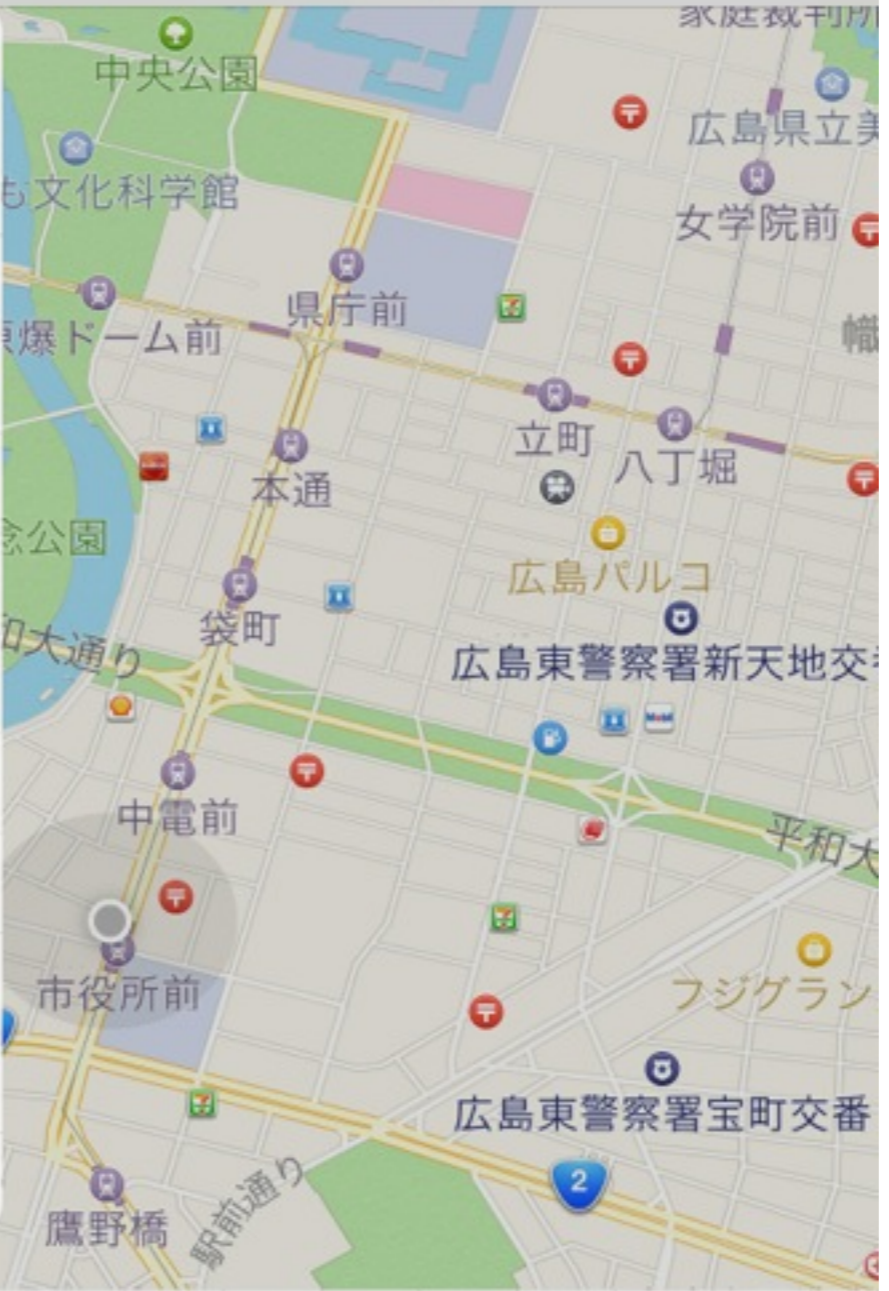 家庭裁判所
中央公園
広島県立美
も文化科学館
女学院前
県庁前
原爆ドーム前
幟
立町
八丁堀
本通
念公園
広島パルコ
袋町
和大通り
広島東警察署新天地交番
Mobil
中電前
平和大
市役所前
フジグラン
広島東警察署宝町交番
2
駅前通り
鷹野橋